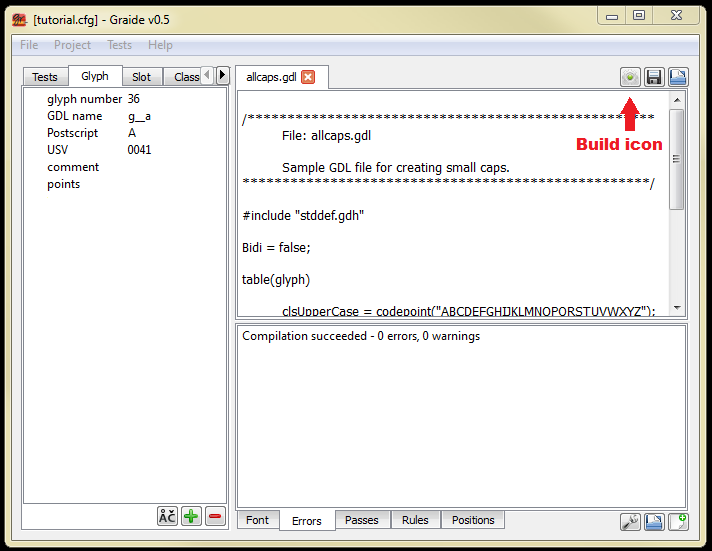 [tutorial.cfg] - Graide v0.5
File Project Tests Help
Tests Glyph Slot Class
glyph number 36
GDL name g__a
Postscript A
USV 0041
comment
points
ÅČ
allcaps.gdl
Build icon
/***************************************************
File: allcaps.gdl
Sample GDL file for creating small caps.
***************************************************/
#include "stddef.gdh"
Bidi = false;
table(glyph)
clsUpperCase = codepoint("ABCDEFGHIJKLMNOPQRSTUVWXYZ");
Compilation succeeded - 0 errors, 0 warnings
Font Errors Passes Rules Positions